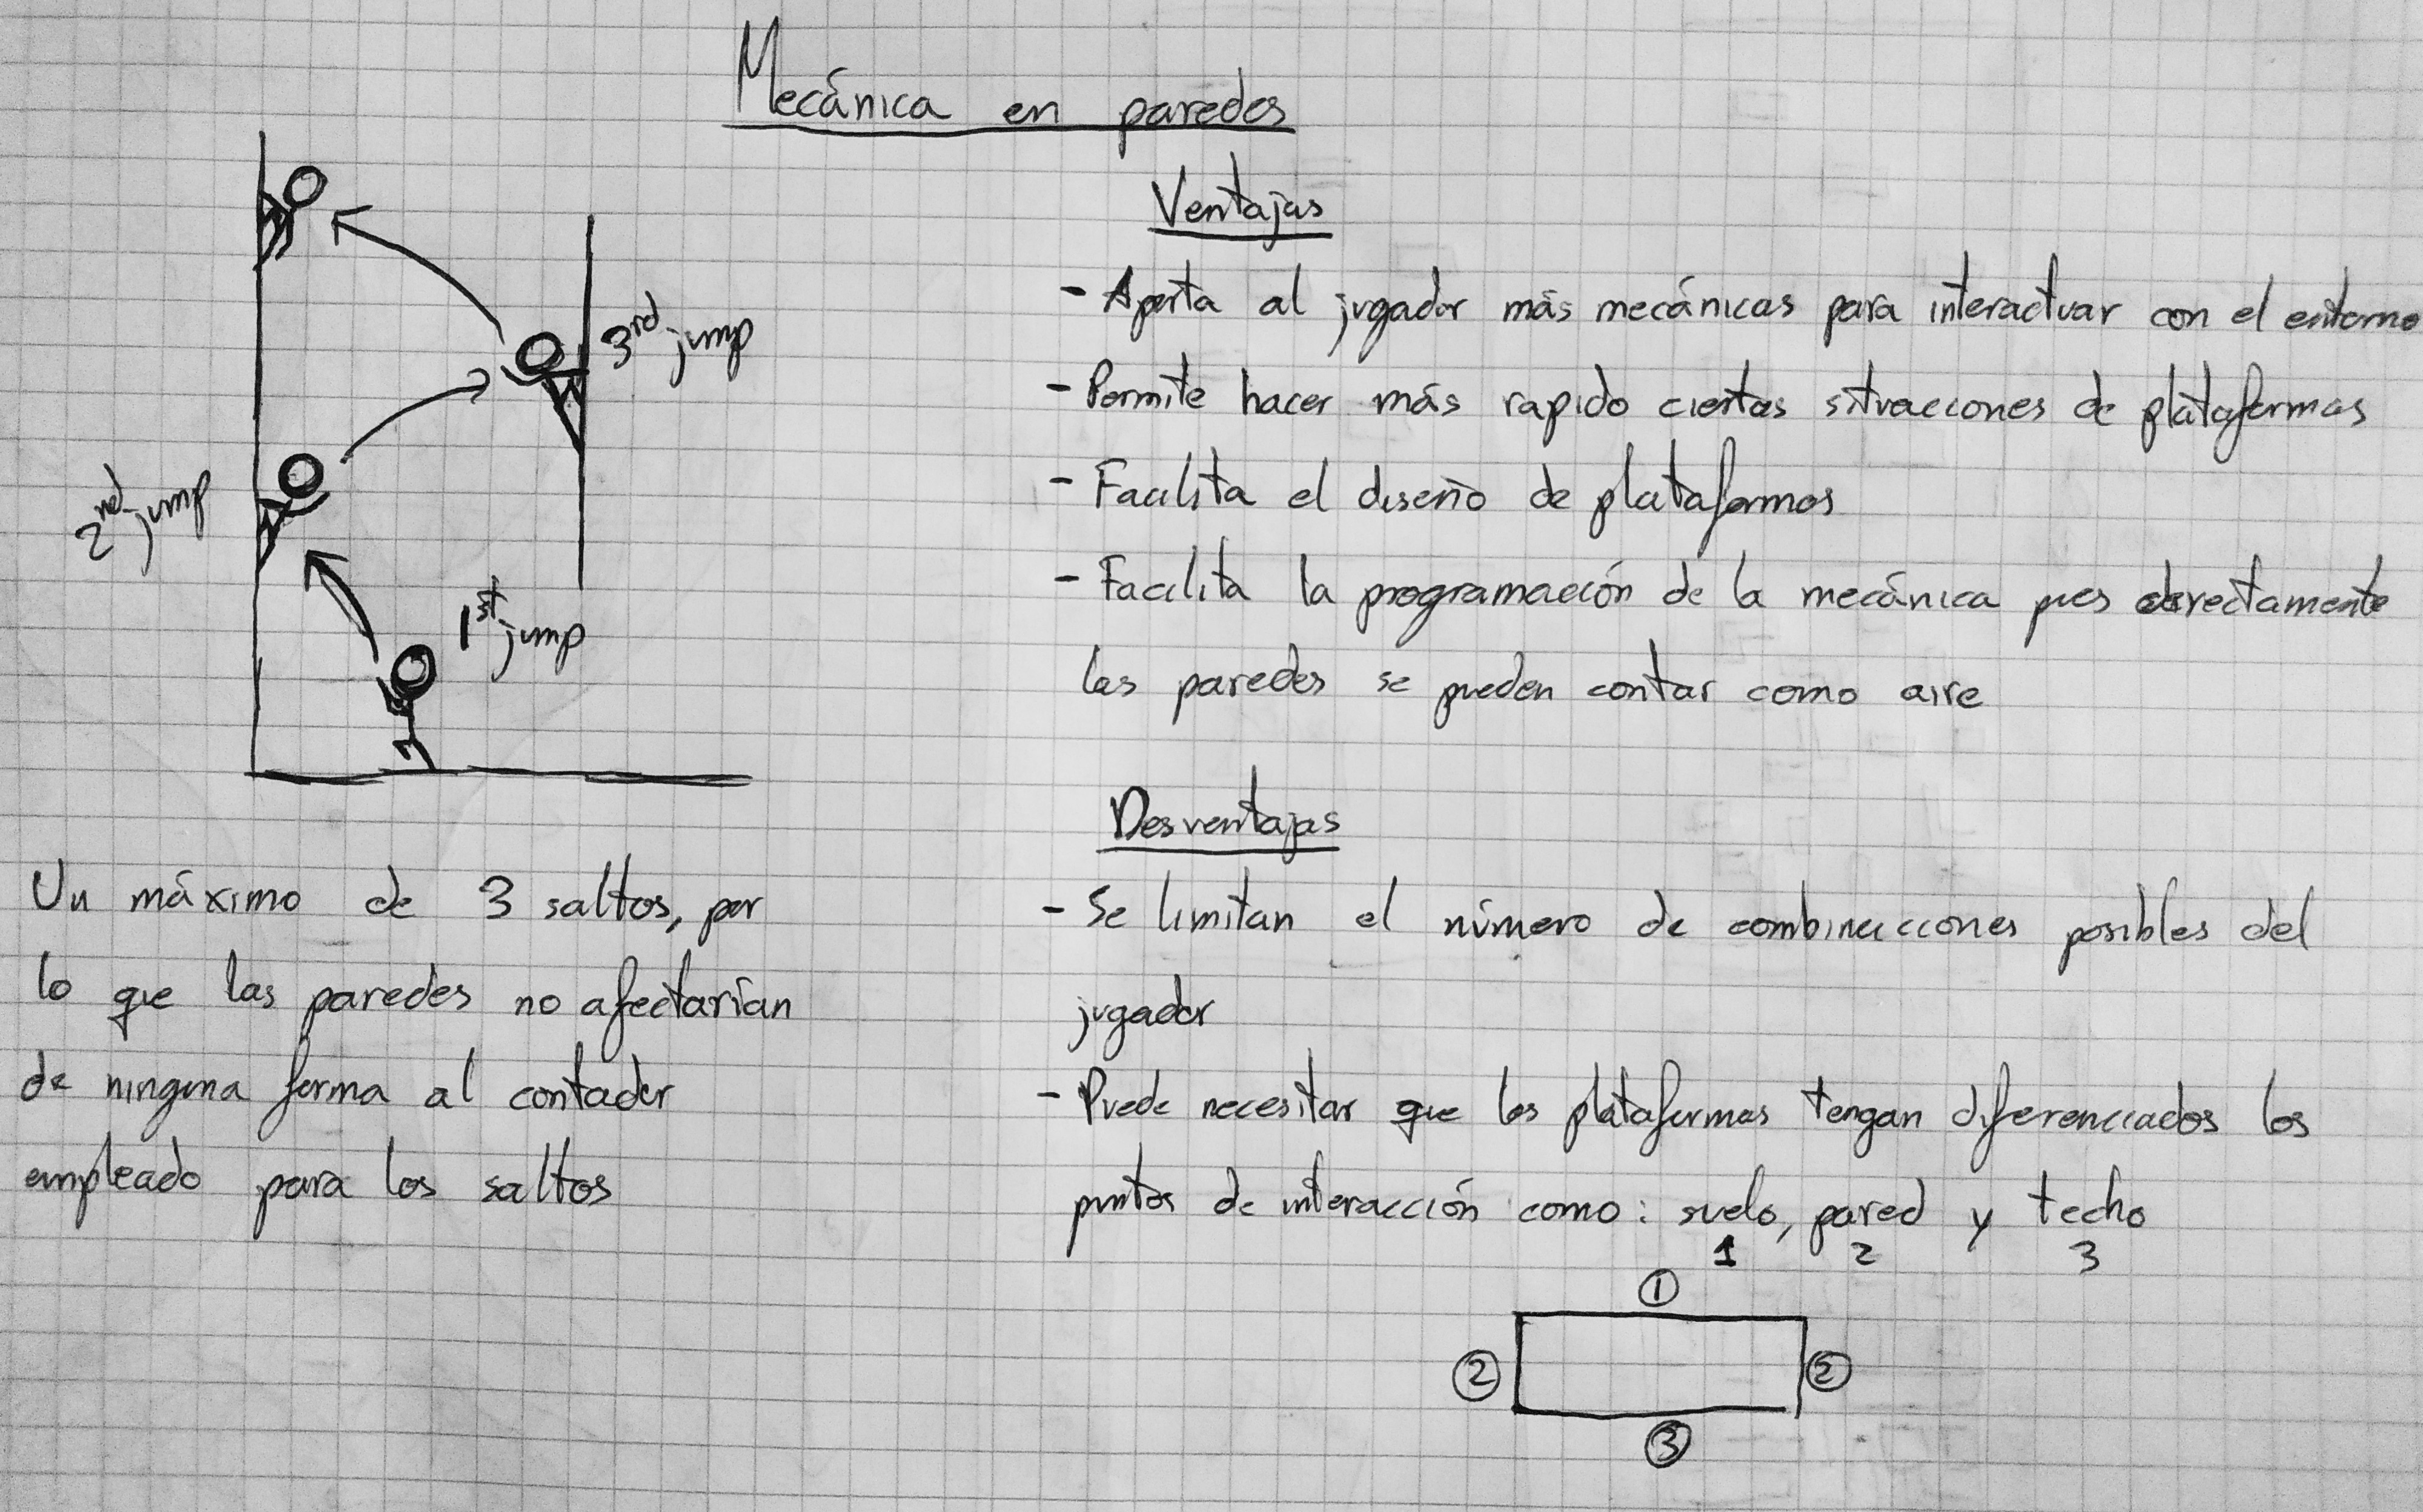 Mecánica en paredes
3rd jump
2nd jump
1st jump
Un máximo de 3 saltos, por
lo que las paredes no afectarían
de ninguna forma al contador
empleado para los saltos
Ventajas
- Aporta al jugador más mecánicas para interactuar con el entorno
- Permite hacer más rapido ciertas situacciones de plataformas
- Facilita el diseño de plataformas
- Facilita la programacción de la mecánica pues directamente
las paredes se pueden contar como aire
Desventajas
- Se limitan el número de combinacciones posibles del
jugador
- Puede necesitar que las plataformas tengan diferenciados los
puntos de interacción como: suelo, pared y techo
1 2 3
①
② ②
③